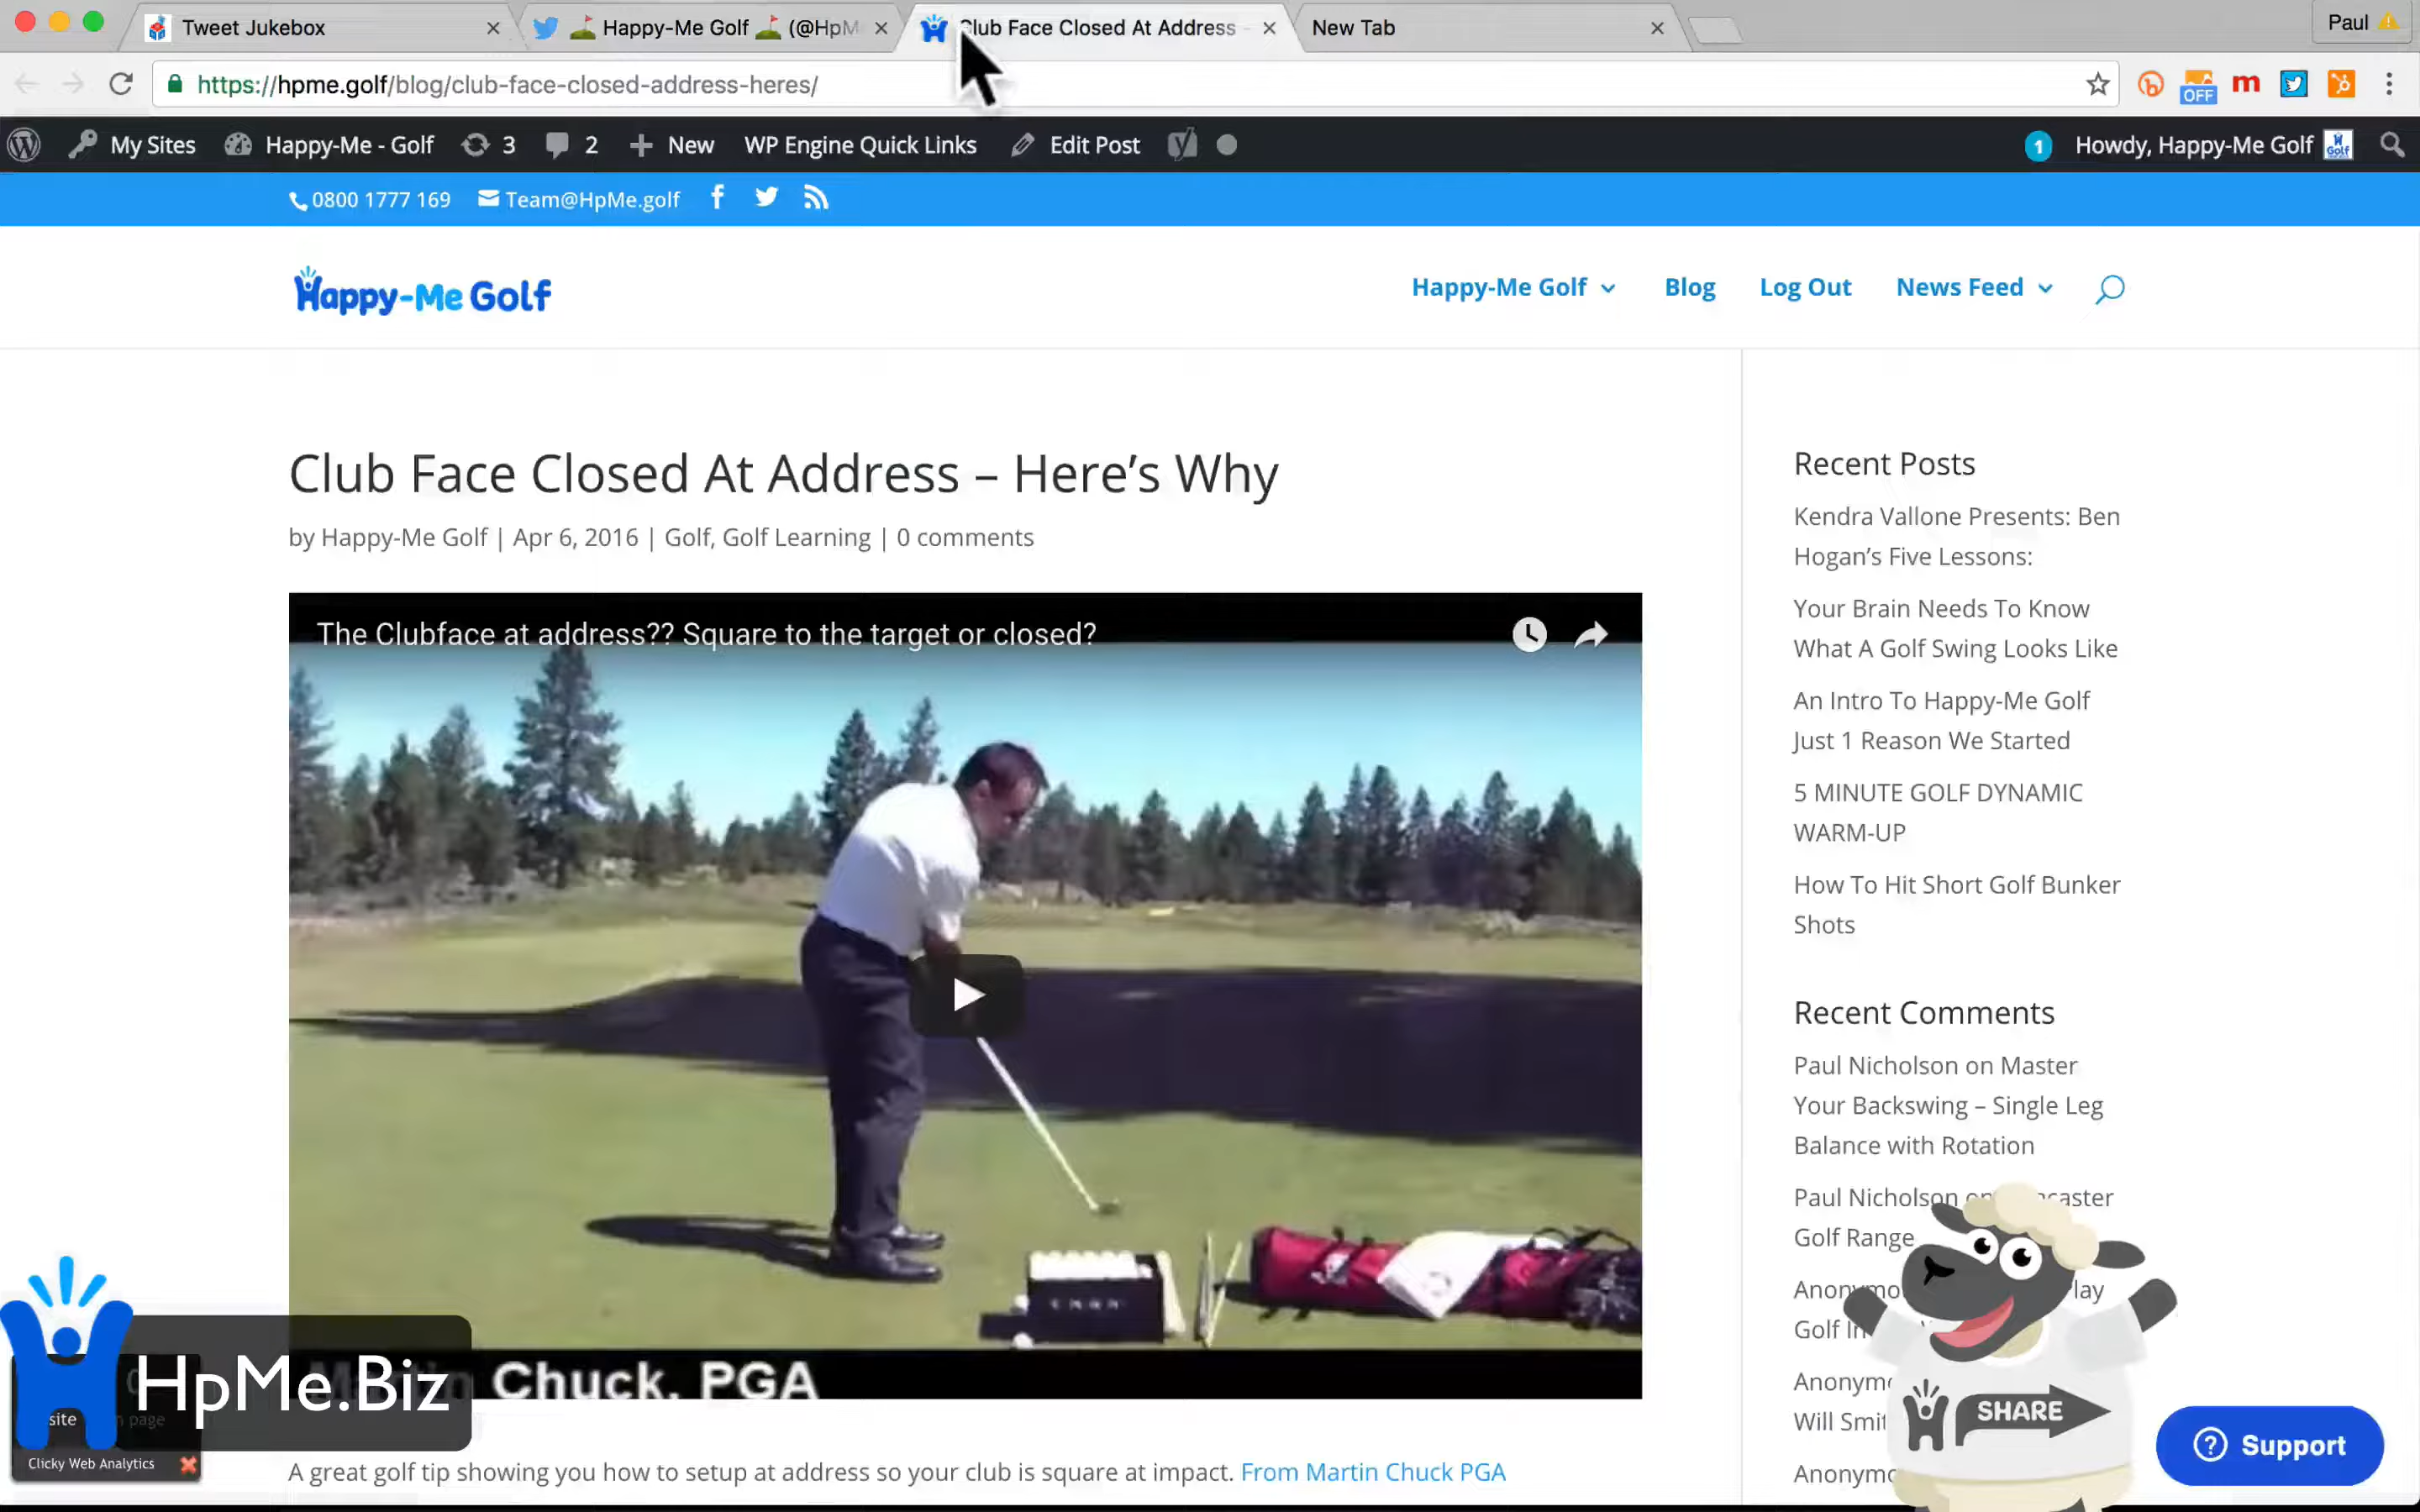 Tweet Jukebox
Happy-Me Golf (@HpM
Club Face Closed At Address -
New Tab
Paul
https://hpme.golf/blog/club-face-closed-address-heres/
OFF
m
My Sites
Happy-Me - Golf
3
2
New
WP Engine Quick Links
Edit Post
1
Howdy, Happy-Me Golf
Golf
0800 1777 169
Team@HpMe.golf
Happy-Me Golf
Happy-Me Golf
Blog
Log Out
News Feed
Club Face Closed At Address – Here’s Why
by Happy-Me Golf | Apr 6, 2016 | Golf, Golf Learning | 0 comments
The Clubface at address?? Square to the target or closed?
Chuck, PGA
A great golf tip showing you how to setup at address so your club is square at impact. From Martin Chuck PGA
Recent Posts
Kendra Vallone Presents: Ben
Hogan’s Five Lessons:
Your Brain Needs To Know
What A Golf Swing Looks Like
An Intro To Happy-Me Golf
Just 1 Reason We Started
5 MINUTE GOLF DYNAMIC
WARM-UP
How To Hit Short Golf Bunker
Shots
Recent Comments
Paul Nicholson on Master
Your Backswing – Single Leg
Balance with Rotation
Paul Nicholson
Golf Range
Golf
Will
SHARE
Support
HpMe.Biz
site
page
Clicky Web Analytics